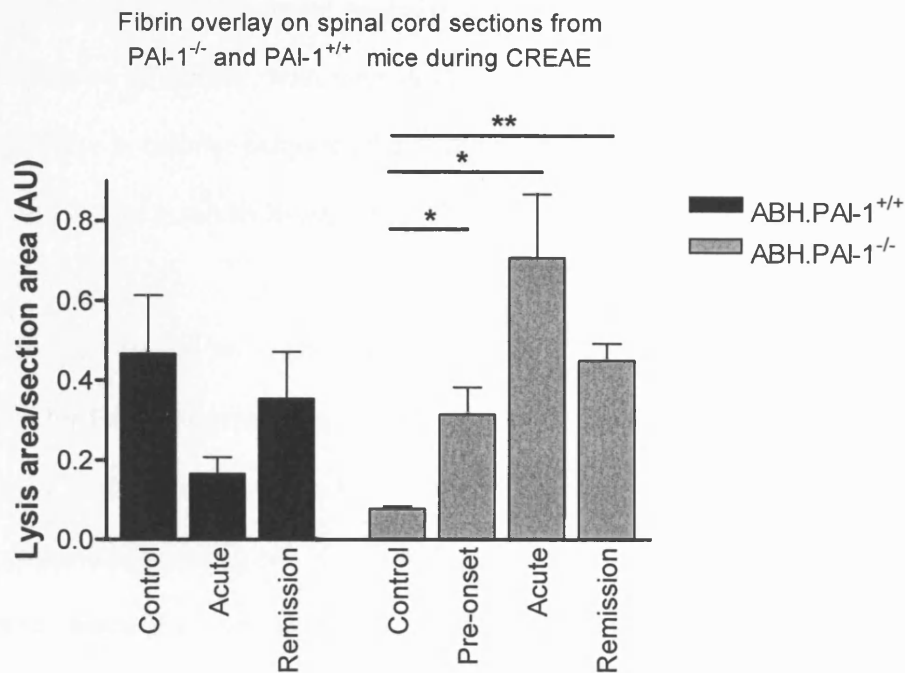 Fibrin overlay on spinal cord sections from
PAI-1-/- and PAI-1+/+ mice during CREAE
**
*
*
Lysis area/section area (AU)
0.8
0.6
0.4
0.2
0.0
Control
Acute
Remission
Control
Pre-onset
Acute
Remission
ABH.PAI-1+/+
ABH.PAI-1-/-